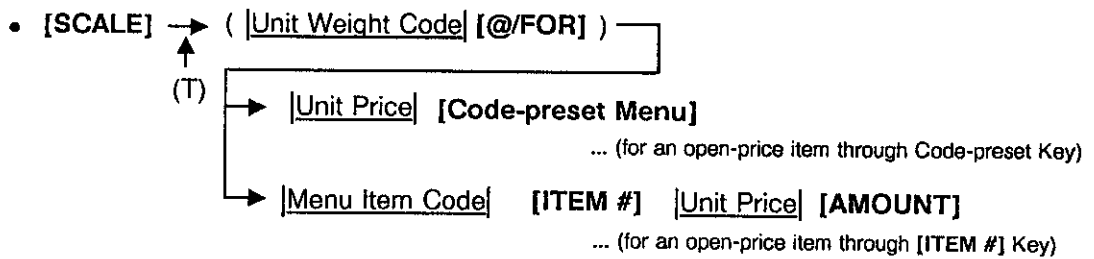 • [SCALE] → ( |Unit Weight Code| [@/FOR] )
(T)
|Unit Price| [Code-preset Menu]
... (for an open-price item through Code-preset Key)
|Menu Item Code| [ITEM #] |Unit Price| [AMOUNT]
... (for an open-price item through [ITEM #] Key)